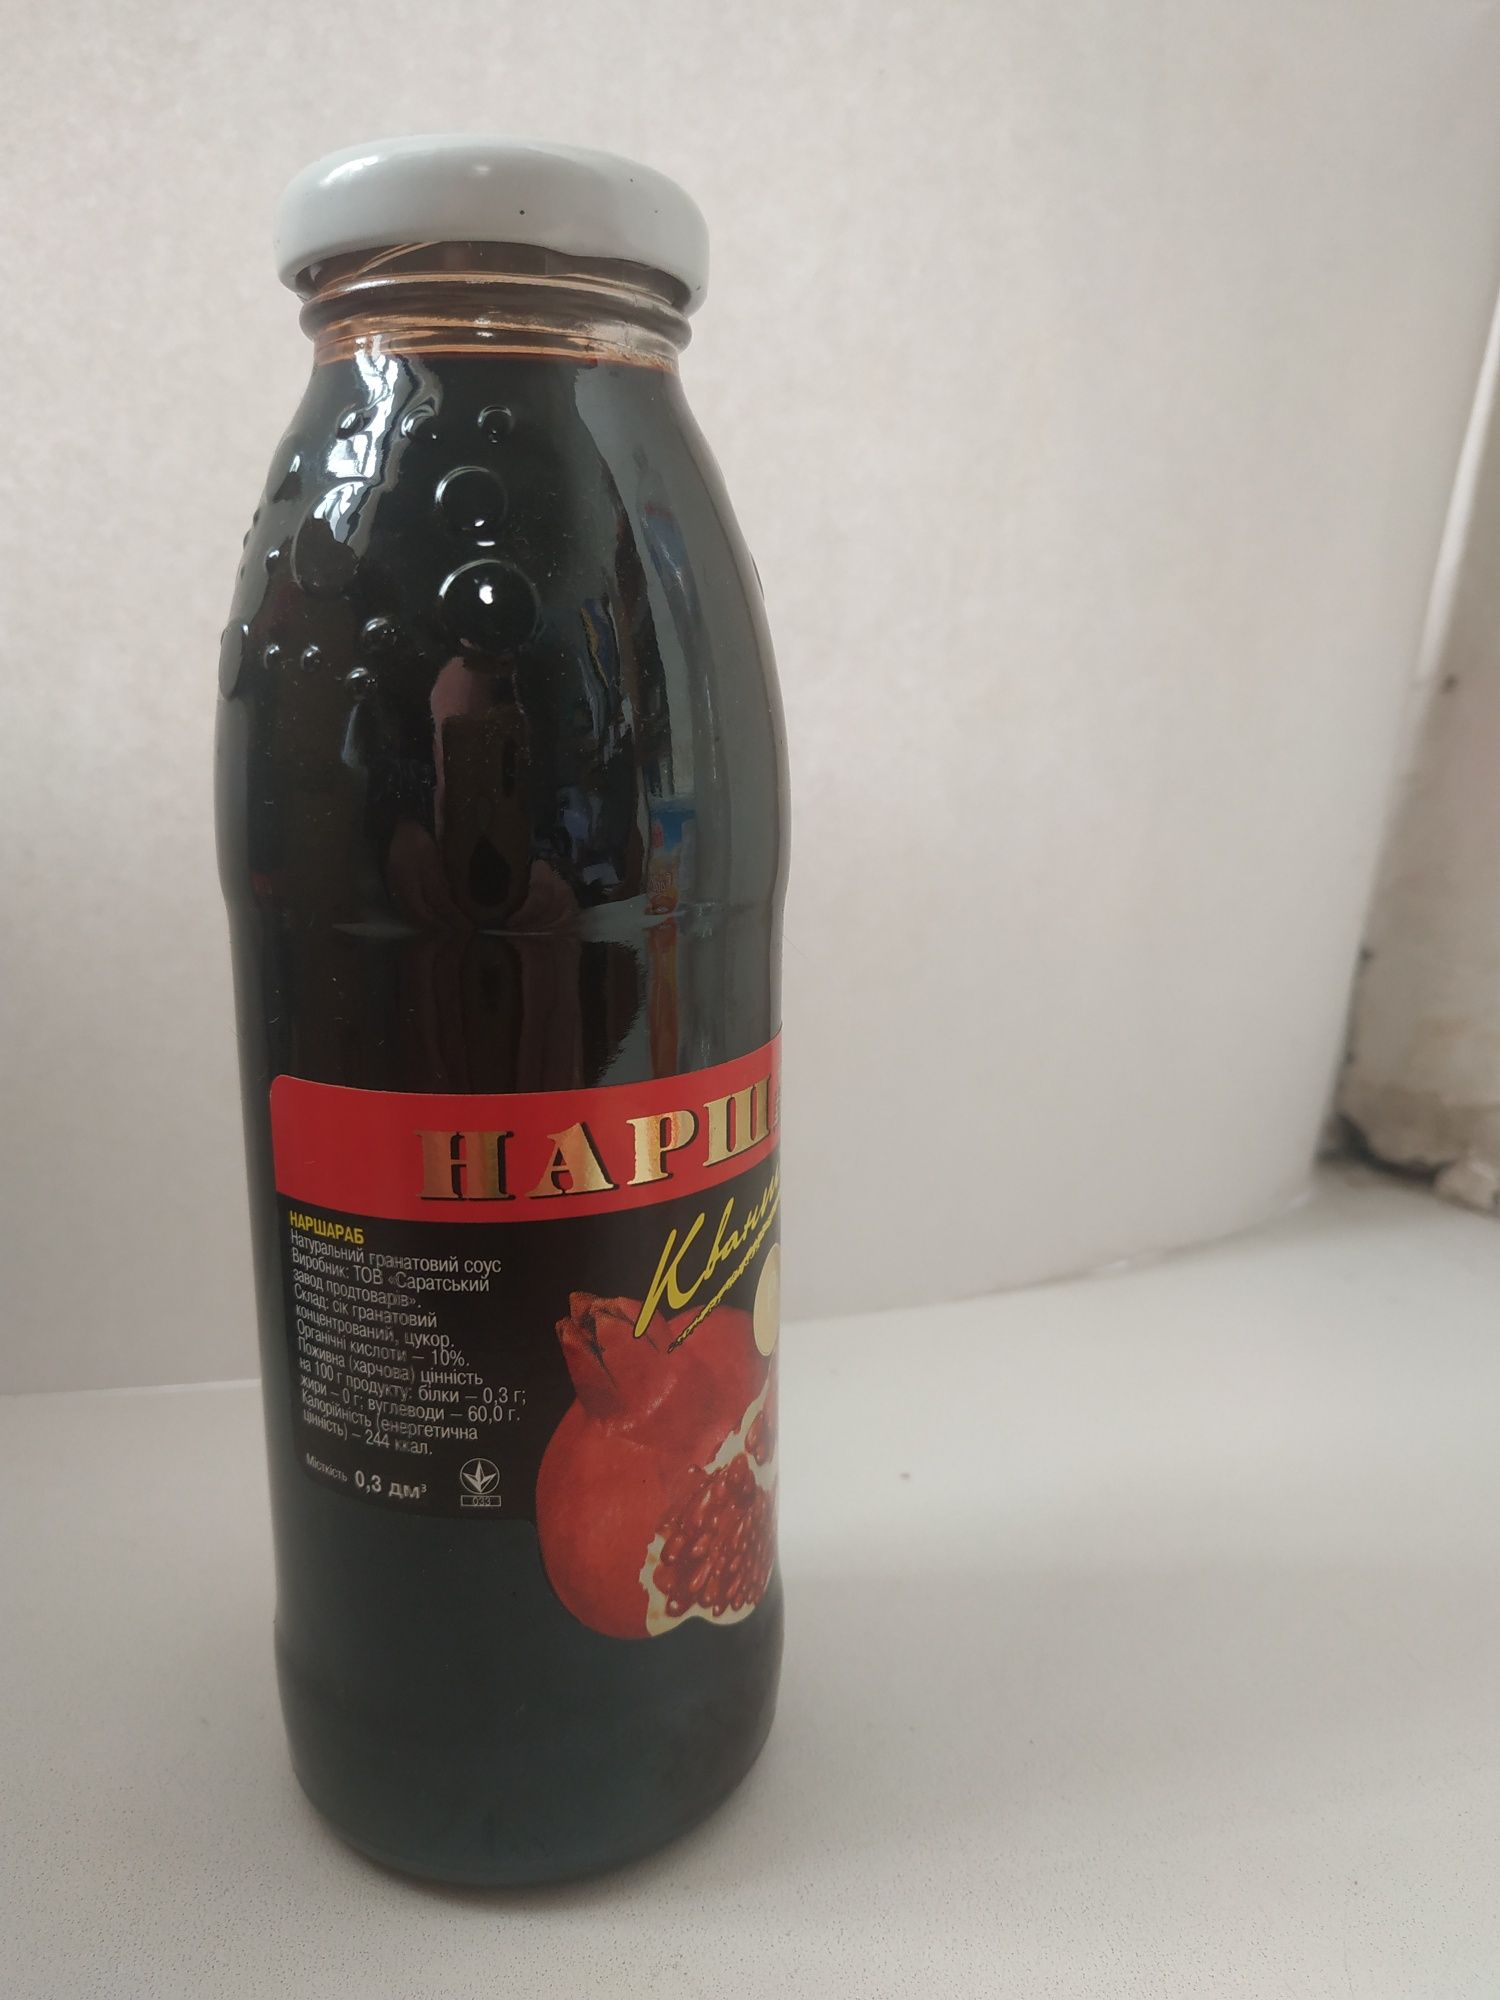 НАРШ
Кван
НАРШАРАБ
Натуральний гранатовий соус
Виробник: ТОВ «Саратський
завод продтоварів».
Склад: сік гранатовий
концентрований, цукор.
Органічні кислоти – 10%.
Поживна (харчова) цінність
на 100 г продукту: білки – 0,3 г;
жири – 0 г; вуглеводи – 60,0 г.
Калорійність (енергетична
цінність) – 244 ккал.
Місткість 0,3 дм³
033